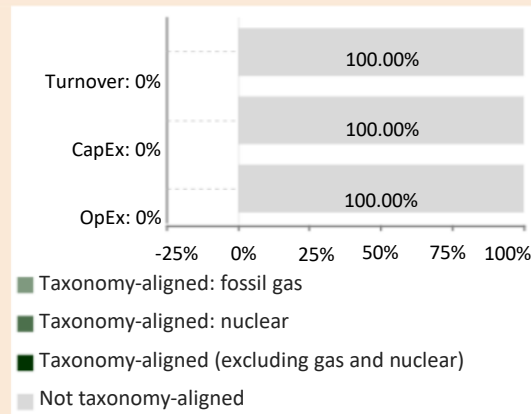 100.00%
Turnover: 0%
100.00%
CapEx: 0%
100.00%
OpEx: 0%
-25% 0% 25% 50% 75% 100%
Taxonomy-aligned: fossil gas
Taxonomy-aligned: nuclear
Taxonomy-aligned (excluding gas and nuclear)
Not taxonomy-aligned